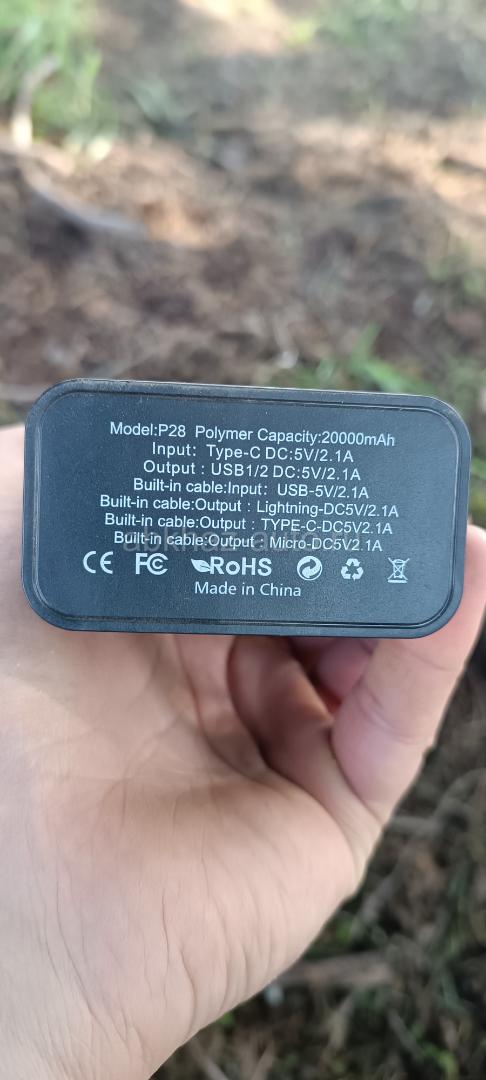 Model:P28 Polymer Capacity:20000mAh
Input: Type-C DC:5V/2.1A
Output : USB1/2 DC:5V/2.1A
Built-in cable:Input: USB-5V/2.1A
Built-in cable:Output : Lightning-DC5V/2.1A
Built-in cable:Output : TYPE-C-DC5V2.1A
Built-in cable:Output : Micro-DC5V2.1A
CE FC RoHS
Made in China